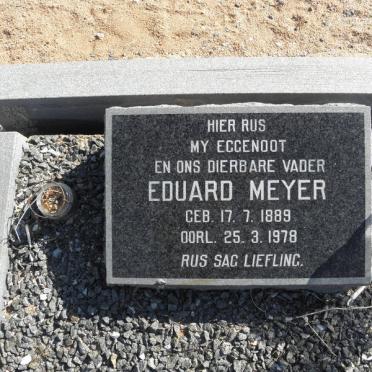 HIER RUS
MY EGGENOOT
EN ONS DIERBARE VADER
EDUARD MEYER
GEB. 17. 7. 1889
OORL. 25. 3. 1978
RUS SAG LIEFLING.